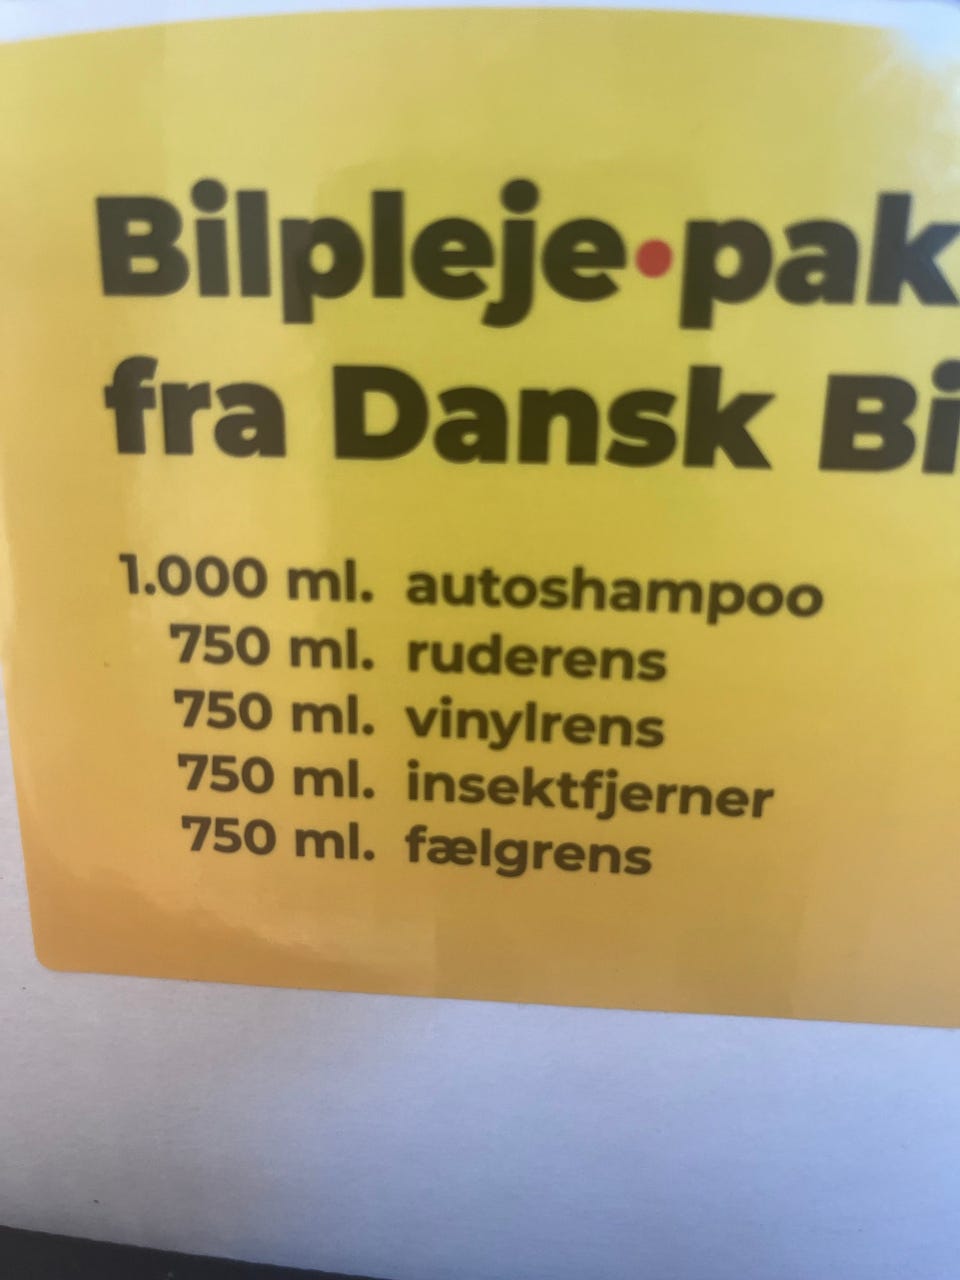 Bilpleje•pak
fra Dansk Bi
1.000 ml. autoshampoo
750 ml. ruderens
750 ml. vinylrens
750 ml. insektfjerner
750 ml. fælgrens